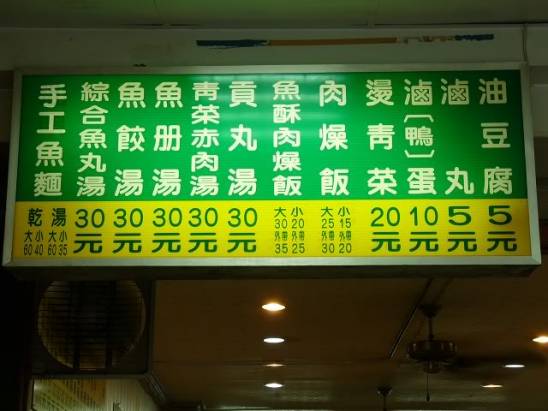 手工魚麵
乾 湯
大小 大小
60 40 60 35
綜合魚丸湯
30元
魚餃湯
30元
魚册湯
30元
青菜赤肉湯
30元
貢丸湯
30元
魚酥肉燥飯
大小
30 20
外帶 外帶
35 25
肉燥飯
大小
25 15
外帶 外帶
30 20
燙青菜
20元
滷(鴨)蛋
10元
滷丸
5元
油豆腐
5元